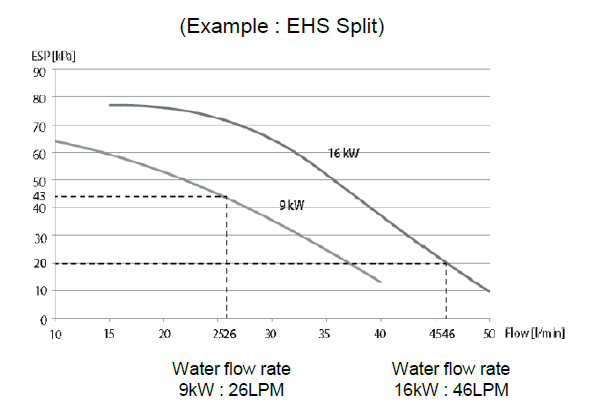 (Example : EHS Split)
ESP[kPa]
90
80
70
60
50
43
40
30
20
10
0
16 kW
9 kW
10 15 20 2526 30 35 40 4546 50 Flow [l/min]
Water flow rate Water flow rate
9kW : 26LPM 16kW : 46LPM